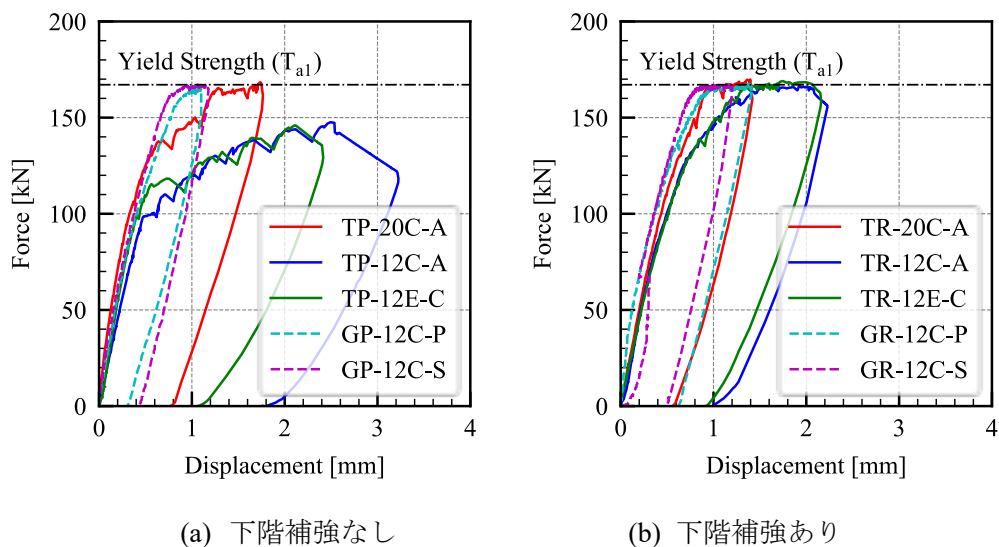 200
150
100
50
0
Force [kN]
Yield Strength (Ta1)
TP-20C-A
TP-12C-A
TP-12E-C
GP-12C-P
GP-12C-S
0 1 2 3 4
Displacement [mm]
(a) 下階補強なし
200
150
100
50
0
Force [kN]
Yield Strength (Ta1)
TR-20C-A
TR-12C-A
TR-12E-C
GR-12C-P
GR-12C-S
0 1 2 3 4
Displacement [mm]
(b) 下階補強あり